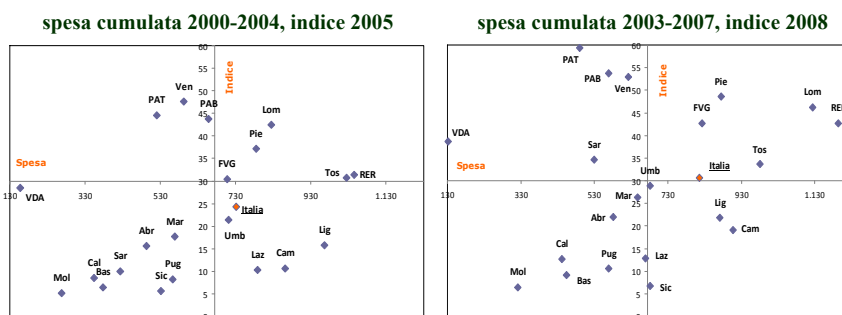 spesa cumulata 2000-2004, indice 2005
60
55
50
45
40
35
30
25
20
15
10
5
0
Indice
Spesa
130 330 530 730 930 1.130
Ven
PAT
PAB
Lom
Pie
FVG
Tos
RER
VDA
Italia
Umb
Mar
Abr
Lig
Laz
Cam
Cal
Sar
Bas
Pug
Mol
Sic
spesa cumulata 2003-2007, indice 2008
60
55
50
45
40
35
30
25
20
15
10
5
0
Indice
Spesa
130 330 530 730 930 1.130
PAT
PAB
Ven
Pie
Lom
FVG
RE
VDA
Sar
Tos
Italia
Umb
Mar
Abr
Lig
Cam
Cal
Laz
Pug
Bas
Mol
Sic